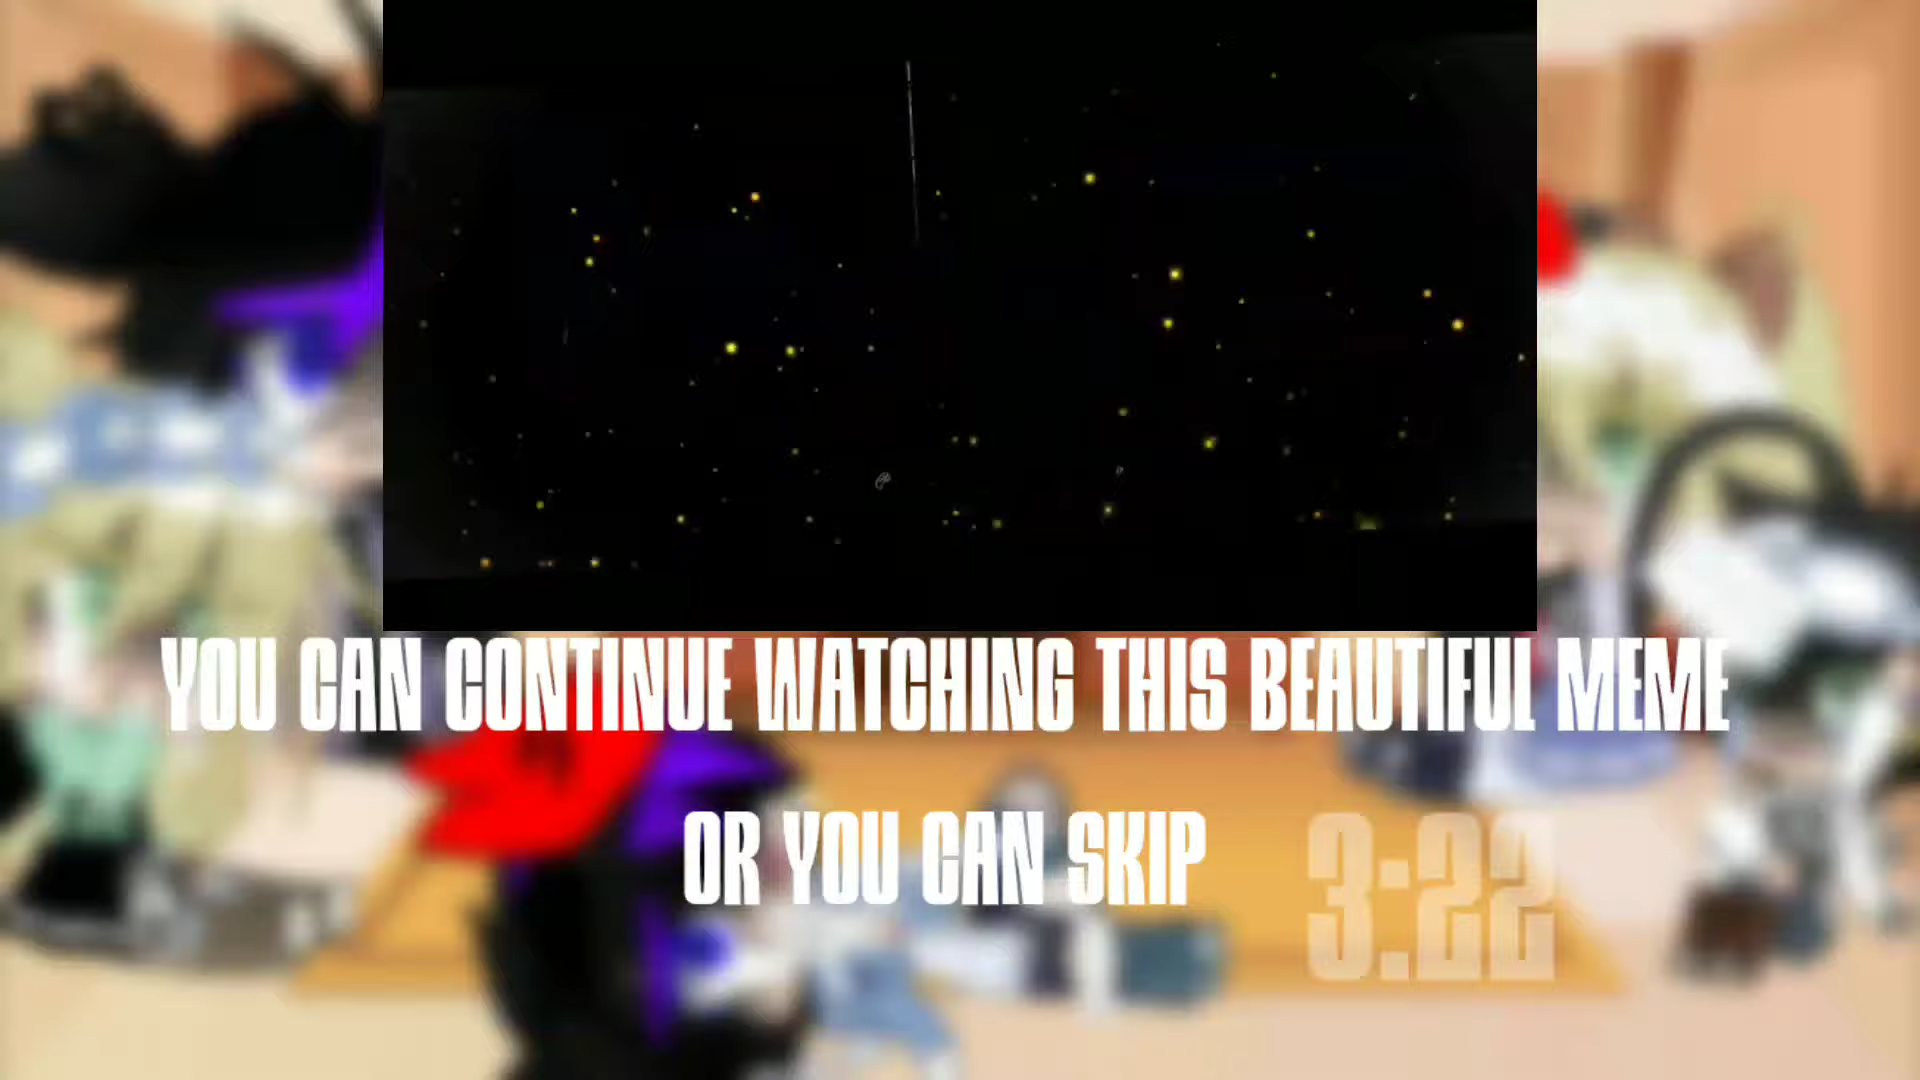 YOU CAN CONTINUE WATCHING THIS BEAUTIFUL MEME
OR YOU CAN SKIP 3:22